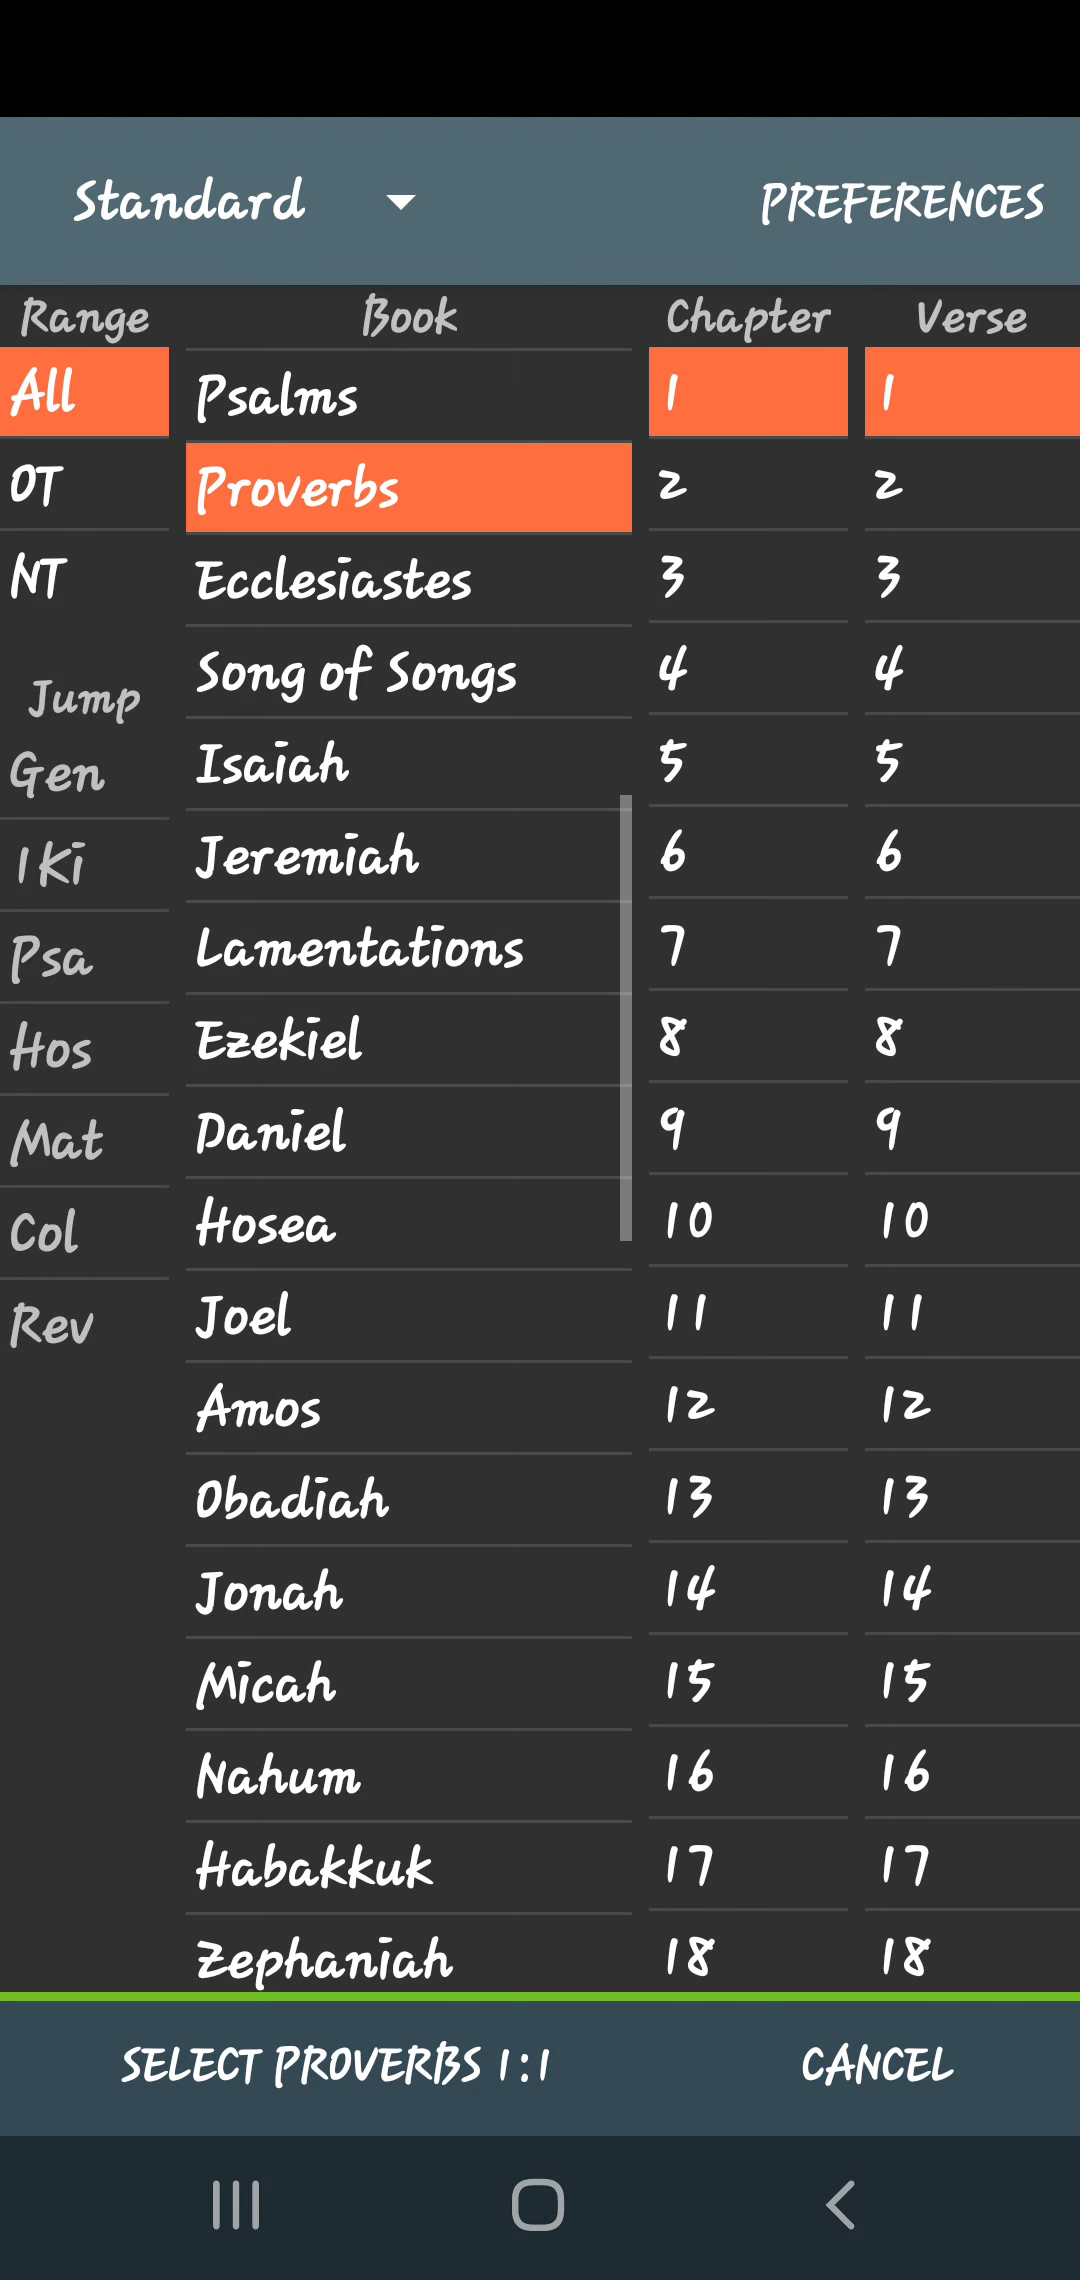 Standard PREFERENCES
Range Book Chapter Verse
All Psalms 1 1
OT Proverbs 2 2
NT Ecclesiastes 3 3
Song of Songs 4 4
Jump
Gen Isaiah 5 5
1 Ki Jeremiah 6 6
Psa Lamentations 7 7
Hos Ezekiel 8 8
Mat Daniel 9 9
Col Hosea 10 10
Rev Joel 11 11
Amos 12 12
Obadiah 13 13
Jonah 14 14
Micah 15 15
Nahum 16 16
Habakkuk 17 17
Zephaniah 18 18
SELECT PROVERBS 1:1 CANCEL